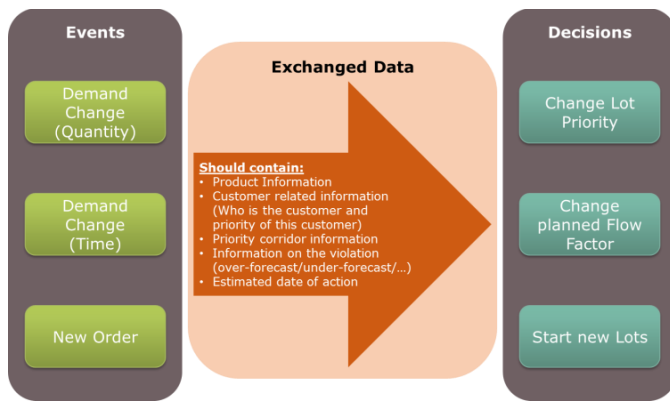 Events
Demand
Change
(Quantity)
Demand
Change
(Time)
New Order
Exchanged Data
Should contain:
• Product Information
• Customer related information
(Who is the customer and
priority of this customer)
• Priority corridor information
• Information on the violation
(over-forecast/under-forecast/...)
• Estimated date of action
Decisions
Change Lot
Priority
Change
planned Flow
Factor
Start new Lots